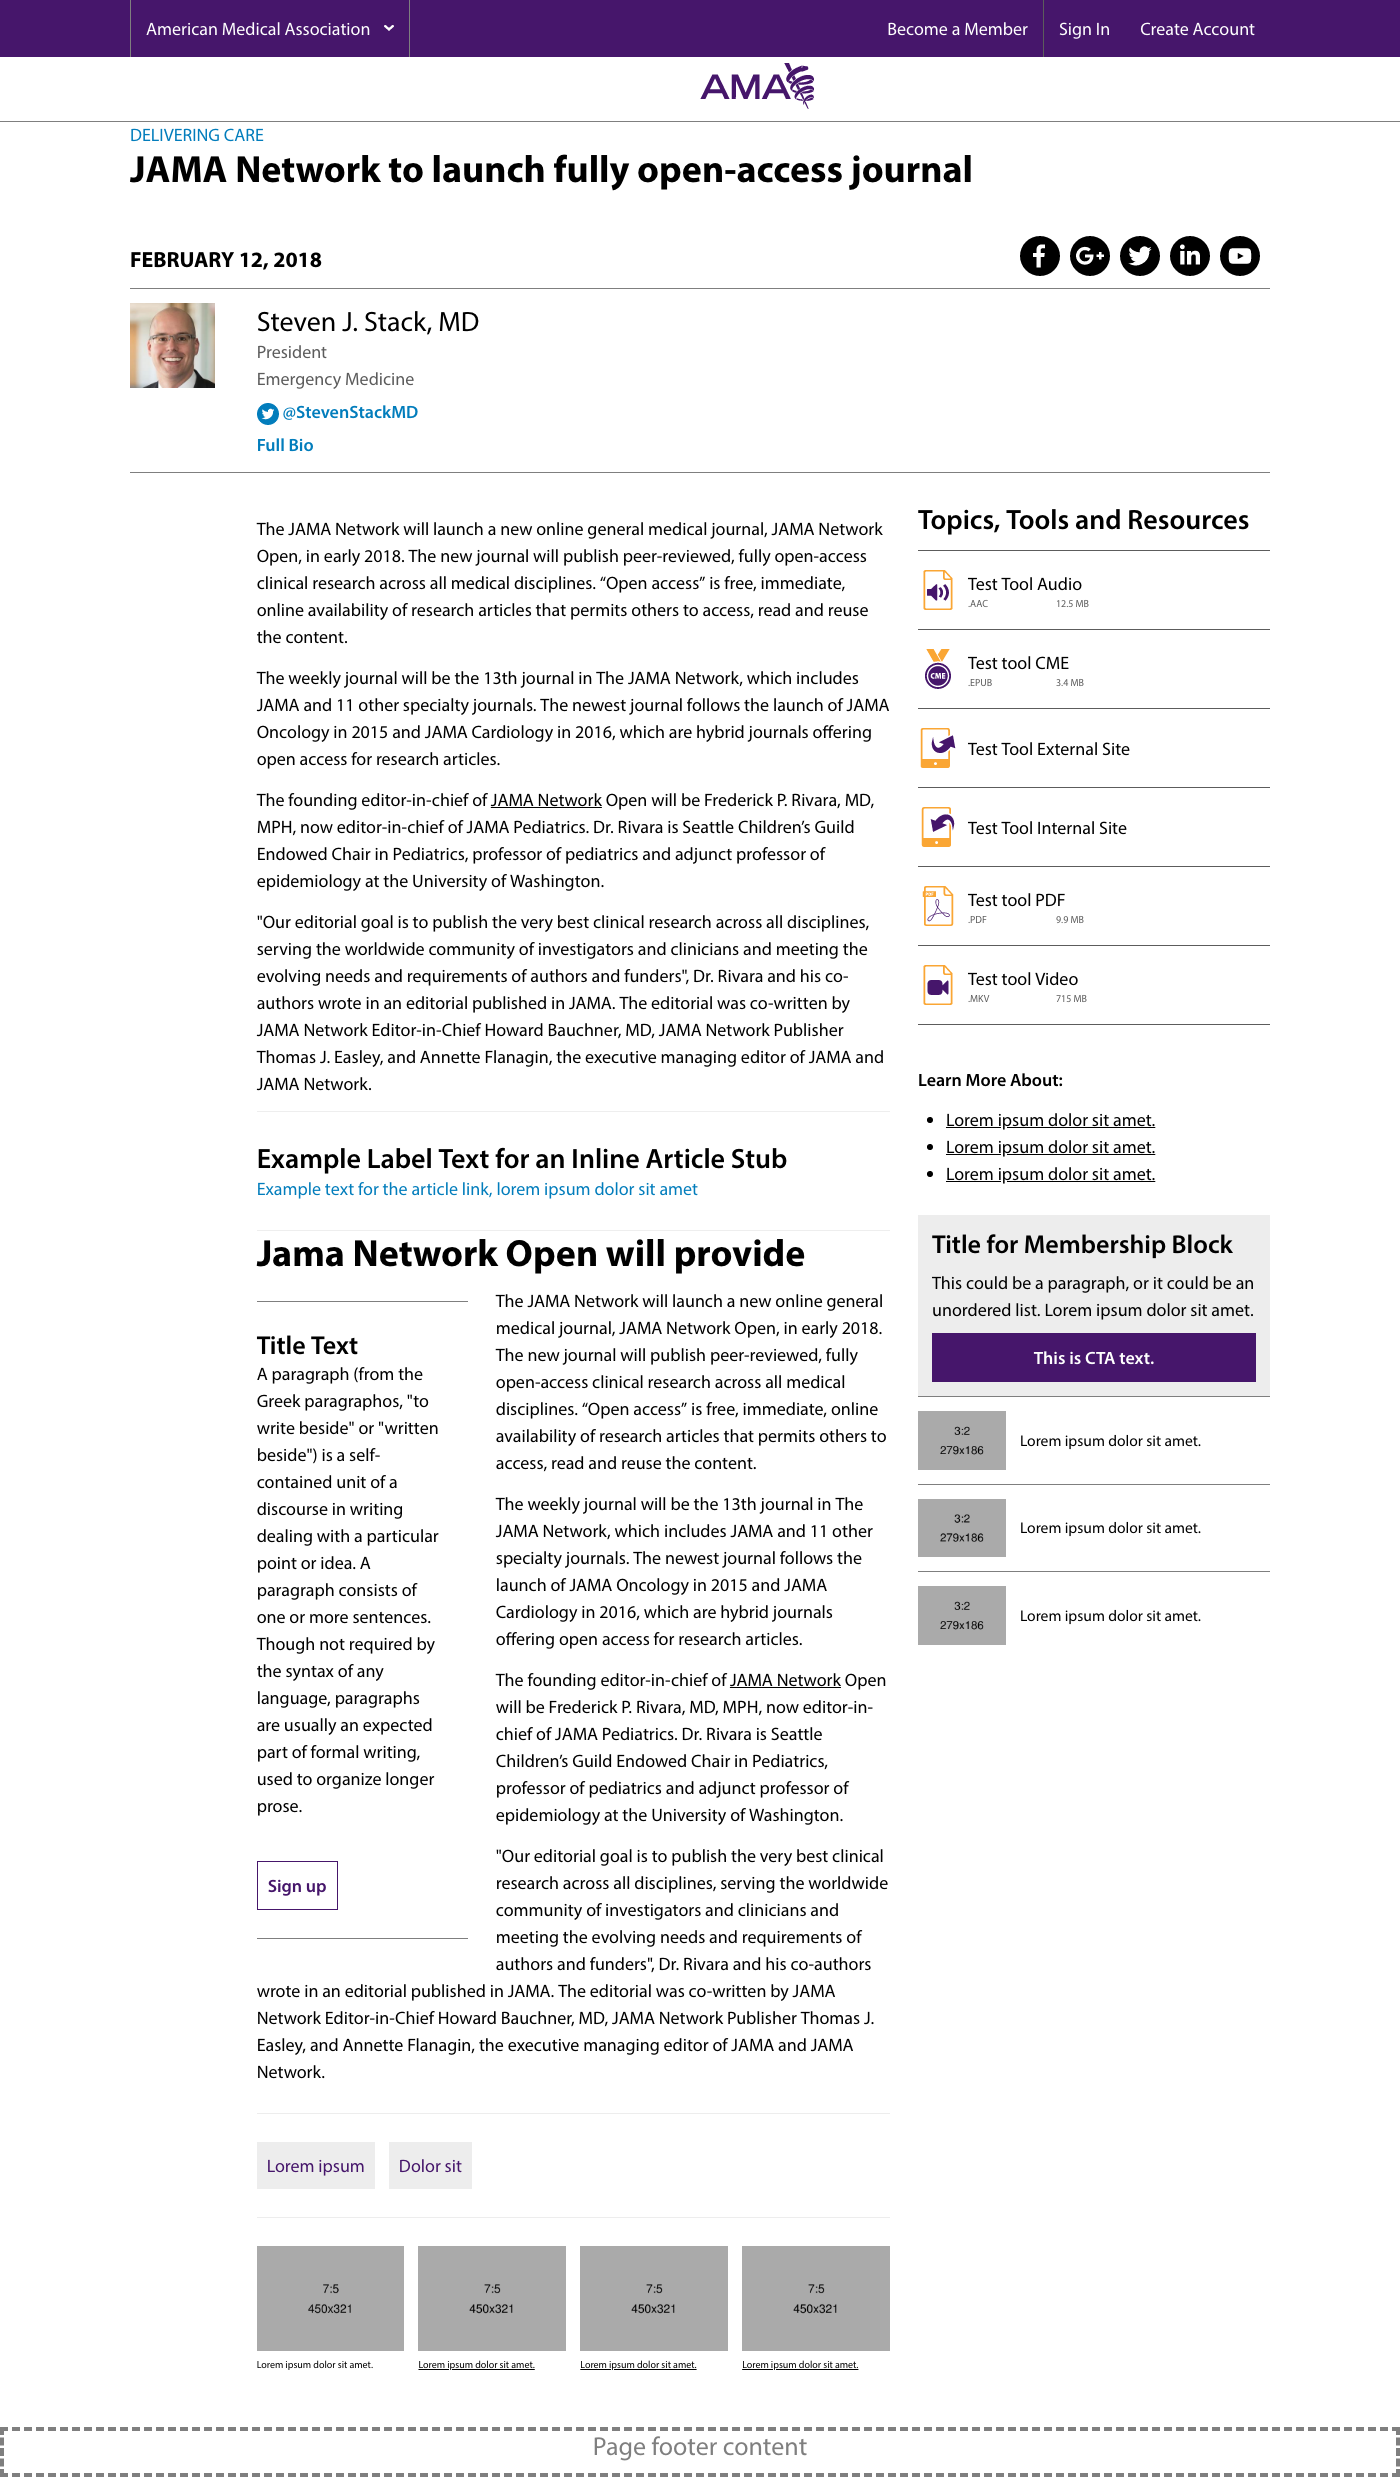 American Medical Association
Become a Member
Sign In
Create Account
AMA
DELIVERING CARE
JAMA Network to launch fully open-access journal
FEBRUARY 12, 2018
Steven J. Stack, MD
President
Emergency Medicine
@StevenStackMD
Full Bio
The JAMA Network will launch a new online general medical journal, JAMA Network
Open, in early 2018. The new journal will publish peer-reviewed, fully open-access
clinical research across all medical disciplines. “Open access” is free, immediate,
online availability of research articles that permits others to access, read and reuse
the content.
The weekly journal will be the 13th journal in The JAMA Network, which includes
JAMA and 11 other specialty journals. The newest journal follows the launch of JAMA
Oncology in 2015 and JAMA Cardiology in 2016, which are hybrid journals offering
open access for research articles.
The founding editor-in-chief of JAMA Network Open will be Frederick P. Rivara, MD,
MPH, now editor-in-chief of JAMA Pediatrics. Dr. Rivara is Seattle Children’s Guild
Endowed Chair in Pediatrics, professor of pediatrics and adjunct professor of
epidemiology at the University of Washington.
"Our editorial goal is to publish the very best clinical research across all disciplines,
serving the worldwide community of investigators and clinicians and meeting the
evolving needs and requirements of authors and funders", Dr. Rivara and his co-
authors wrote in an editorial published in JAMA. The editorial was co-written by
JAMA Network Editor-in-Chief Howard Bauchner, MD, JAMA Network Publisher
Thomas J. Easley, and Annette Flanagin, the executive managing editor of JAMA and
JAMA Network.
Example Label Text for an Inline Article Stub
Example text for the article link, lorem ipsum dolor sit amet
Jama Network Open will provide
Title Text
A paragraph (from the
Greek paragraphos, "to
write beside" or "written
beside") is a self-
contained unit of a
discourse in writing
dealing with a particular
point or idea. A
paragraph consists of
one or more sentences.
Though not required by
the syntax of any
language, paragraphs
are usually an expected
part of formal writing,
used to organize longer
prose.
Sign up
The JAMA Network will launch a new online general
medical journal, JAMA Network Open, in early 2018.
The new journal will publish peer-reviewed, fully
open-access clinical research across all medical
disciplines. “Open access” is free, immediate, online
availability of research articles that permits others to
access, read and reuse the content.
The weekly journal will be the 13th journal in The
JAMA Network, which includes JAMA and 11 other
specialty journals. The newest journal follows the
launch of JAMA Oncology in 2015 and JAMA
Cardiology in 2016, which are hybrid journals
offering open access for research articles.
The founding editor-in-chief of JAMA Network Open
will be Frederick P. Rivara, MD, MPH, now editor-in-
chief of JAMA Pediatrics. Dr. Rivara is Seattle
Children’s Guild Endowed Chair in Pediatrics,
professor of pediatrics and adjunct professor of
epidemiology at the University of Washington.
"Our editorial goal is to publish the very best clinical
research across all disciplines, serving the worldwide
community of investigators and clinicians and
meeting the evolving needs and requirements of
authors and funders", Dr. Rivara and his co-authors
wrote in an editorial published in JAMA. The editorial was co-written by JAMA
Network Editor-in-Chief Howard Bauchner, MD, JAMA Network Publisher Thomas J.
Easley, and Annette Flanagin, the executive managing editor of JAMA and JAMA
Network.
Lorem ipsum
Dolor sit
7:5
450x321
Lorem ipsum dolor sit amet.
7:5
450x321
Lorem ipsum dolor sit amet.
7:5
450x321
Lorem ipsum dolor sit amet.
7:5
450x321
Lorem ipsum dolor sit amet.
Topics, Tools and Resources
Test Tool Audio
.AAC 12.5 MB
CME
Test tool CME
.EPUB 3.4 MB
Test Tool External Site
Test Tool Internal Site
PDF
Test tool PDF
.PDF 9.9 MB
Test tool Video
.MKV 715 MB
Learn More About:
Lorem ipsum dolor sit amet.
Lorem ipsum dolor sit amet.
Lorem ipsum dolor sit amet.
Title for Membership Block
This could be a paragraph, or it could be an
unordered list. Lorem ipsum dolor sit amet.
This is CTA text.
3:2
279x186
Lorem ipsum dolor sit amet.
3:2
279x186
Lorem ipsum dolor sit amet.
3:2
279x186
Lorem ipsum dolor sit amet.
Page footer content